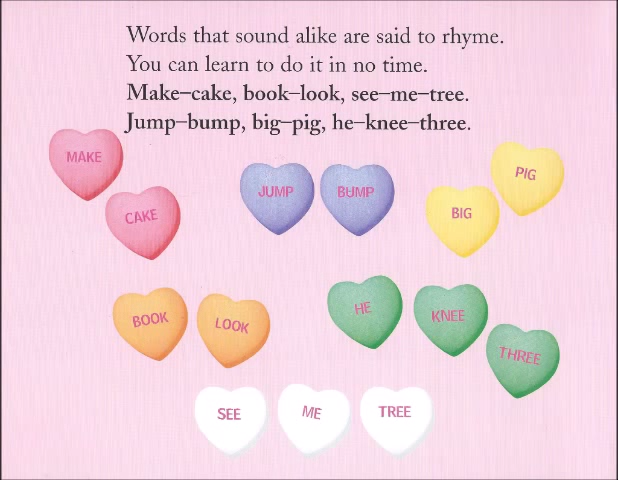 Words that sound alike are said to rhyme.
You can learn to do it in no time.
Make–cake, book–look, see–me–tree.
Jump–bump, big–pig, he–knee–three.
MAKE
CAKE
JUMP
BUMP
BIG
PIG
BOOK
LOOK
HE
KNEE
THREE
SEE
ME
TREE